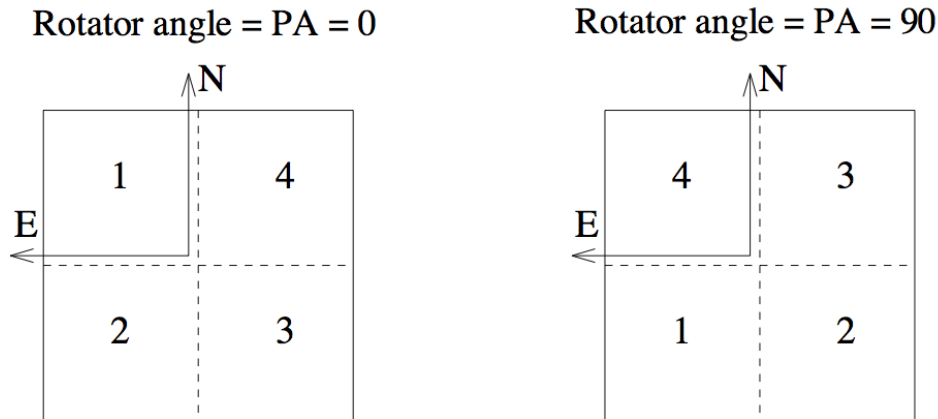 Rotator angle = PA = 0
N
1 4
E
2 3
Rotator angle = PA = 90
N
4 3
E
1 2